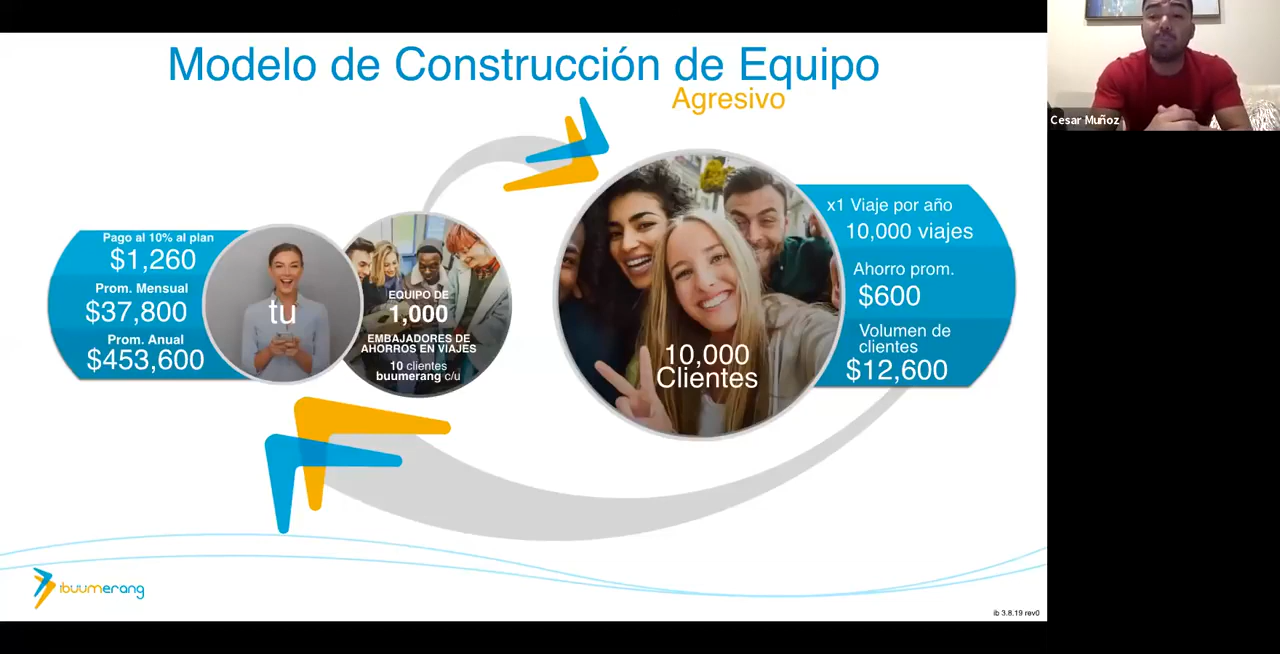 Modelo de Construcción de Equipo
Agresivo
Cesar Muñoz
Pago al 10% al plan
$1,260
Prom. Mensual
$37,800
Prom. Anual
$453,600
tu
EQUIPO DE
1,000
EMBAJADORES DE
AHORROS EN VIAJES
10 clientes
buumerang c/u
10,000
Clientes
x1 Viaje por año
10,000 viajes
Ahorro prom.
$600
Volumen de
clientes
$12,600
ibuumerang
ib 3.8.19 rev0